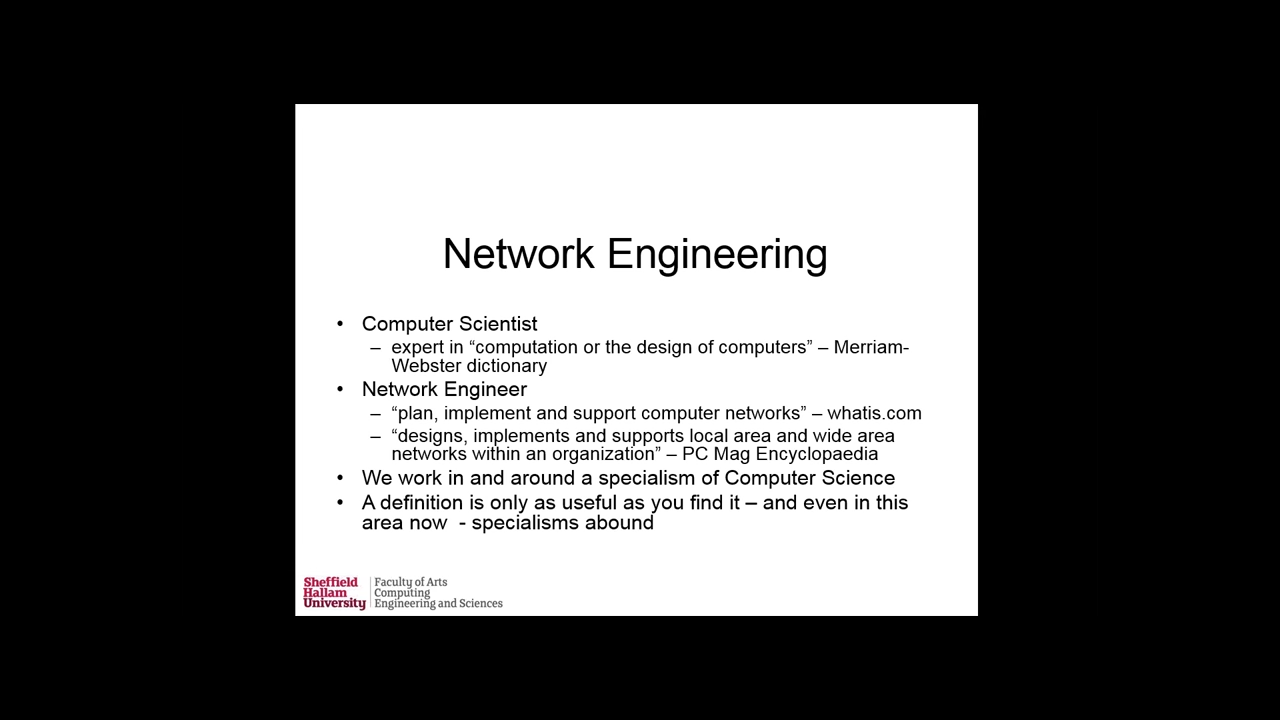 Network Engineering
• Computer Scientist
– expert in “computation or the design of computers” – Merriam-
Webster dictionary
• Network Engineer
– “plan, implement and support computer networks” – whatis.com
– “designs, implements and supports local area and wide area
networks within an organization” – PC Mag Encyclopaedia
• We work in and around a specialism of Computer Science
• A definition is only as useful as you find it – and even in this
area now  - specialisms abound
Sheffield
Hallam
University
Faculty of Arts
Computing
Engineering and Sciences